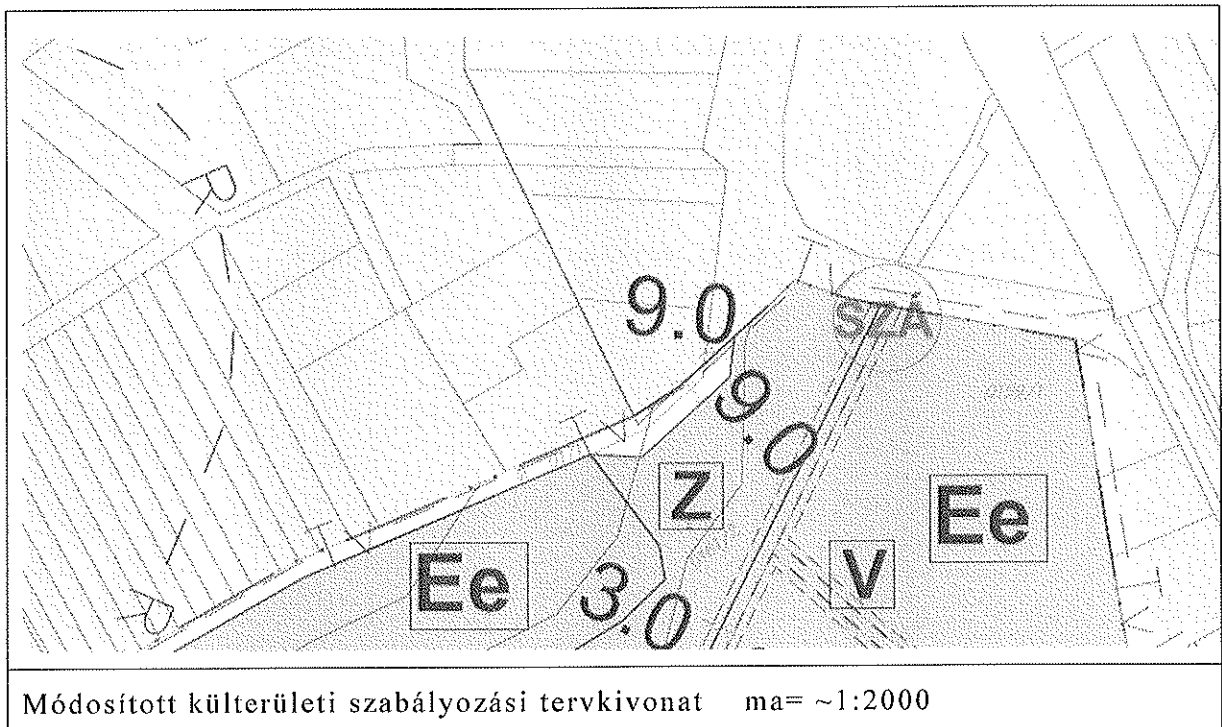 R
9.0
SZÁ
9.0
Z
Ee
Ee
V
3.0
R
Módosított külterületi szabályozási tervkivonat ma= ~1:2000